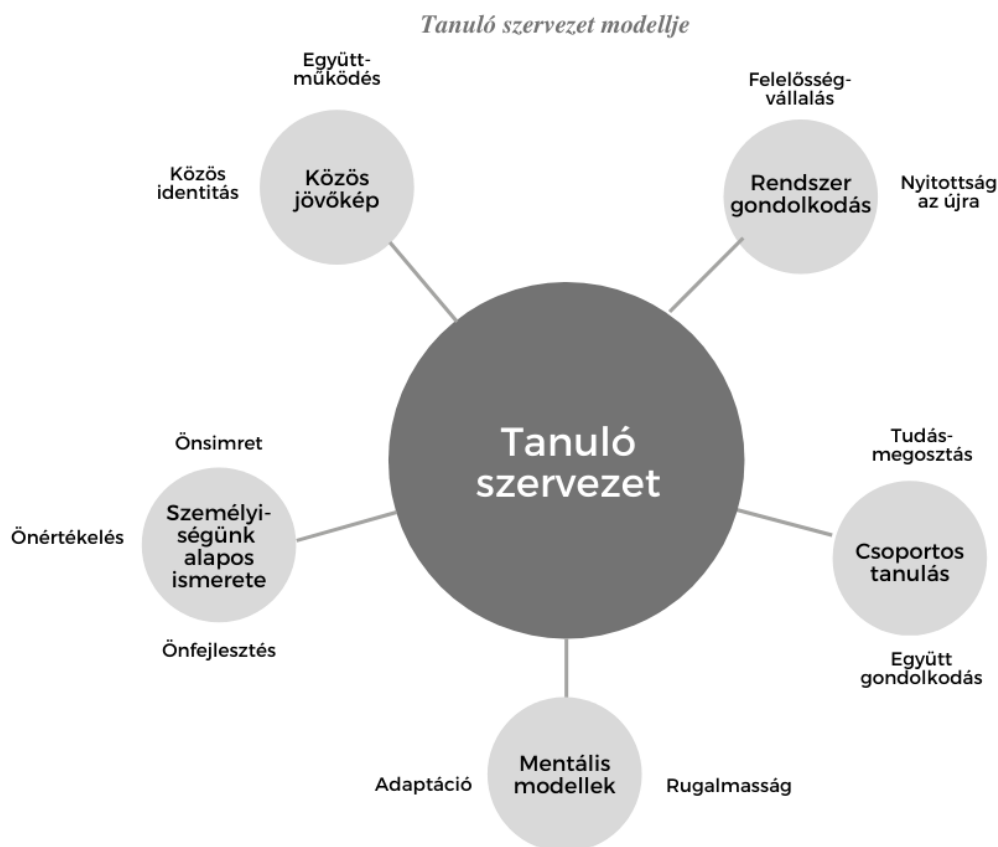 Tanuló szervezet modellje
Együtt-
működés
Közös
identitás
Közös
jövőkép
Felelősség-
vállalás
Rendszer
gondolkodás
Nyitottság
az újra
Tanuló
szervezet
Önsimret
Önértékelés
Személyi-
ségünk
alapos
ismerete
Önfejlesztés
Tudás-
megosztás
Csoportos
tanulás
Együtt
gondolkodás
Adaptáció
Mentális
modellek
Rugalmasság